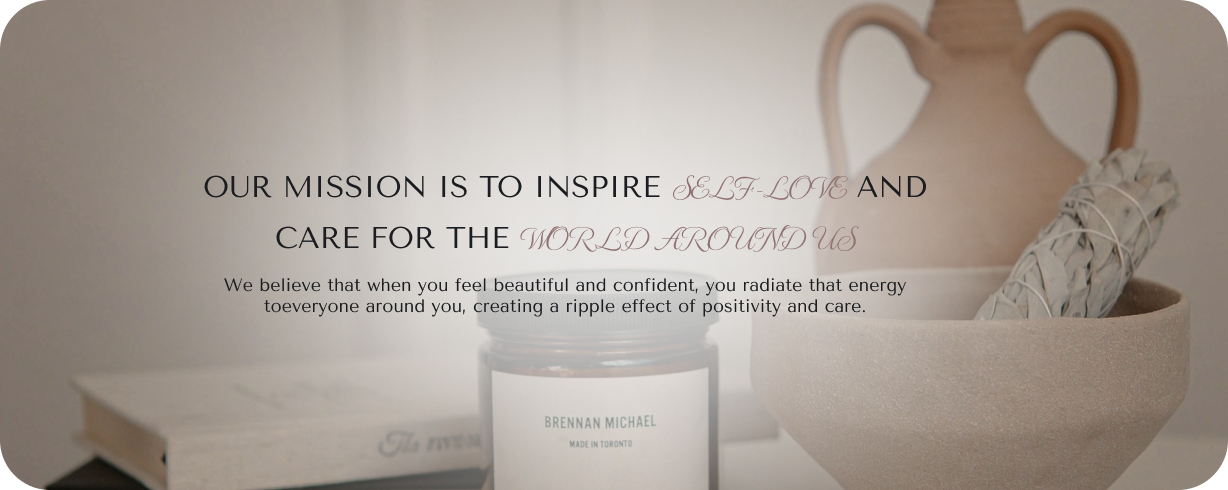 OUR MISSION IS TO INSPIRE SELF-LOVE AND
CARE FOR THE WORLD AROUND US
We believe that when you feel beautiful and confident, you radiate that energy
toeveryone around you, creating a ripple effect of positivity and care.
BRENNAN MICHAEL
MADE IN TORONTO
The